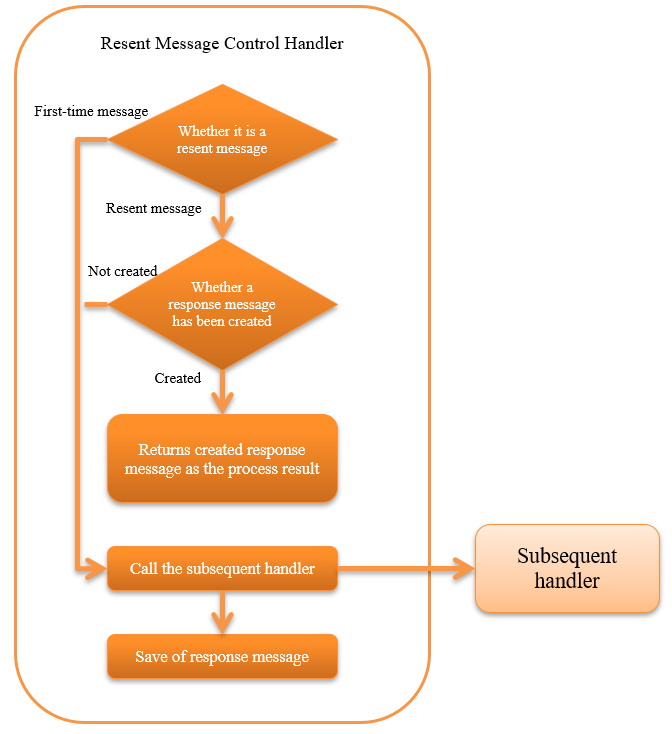 Resent Message Control Handler
First-time message
Whether it is a
resent message
Resent message
Not created
Whether a
response message
has been created
Created
Returns created response
message as the process result
Call the subsequent handler
Subsequent
handler
Save of response message